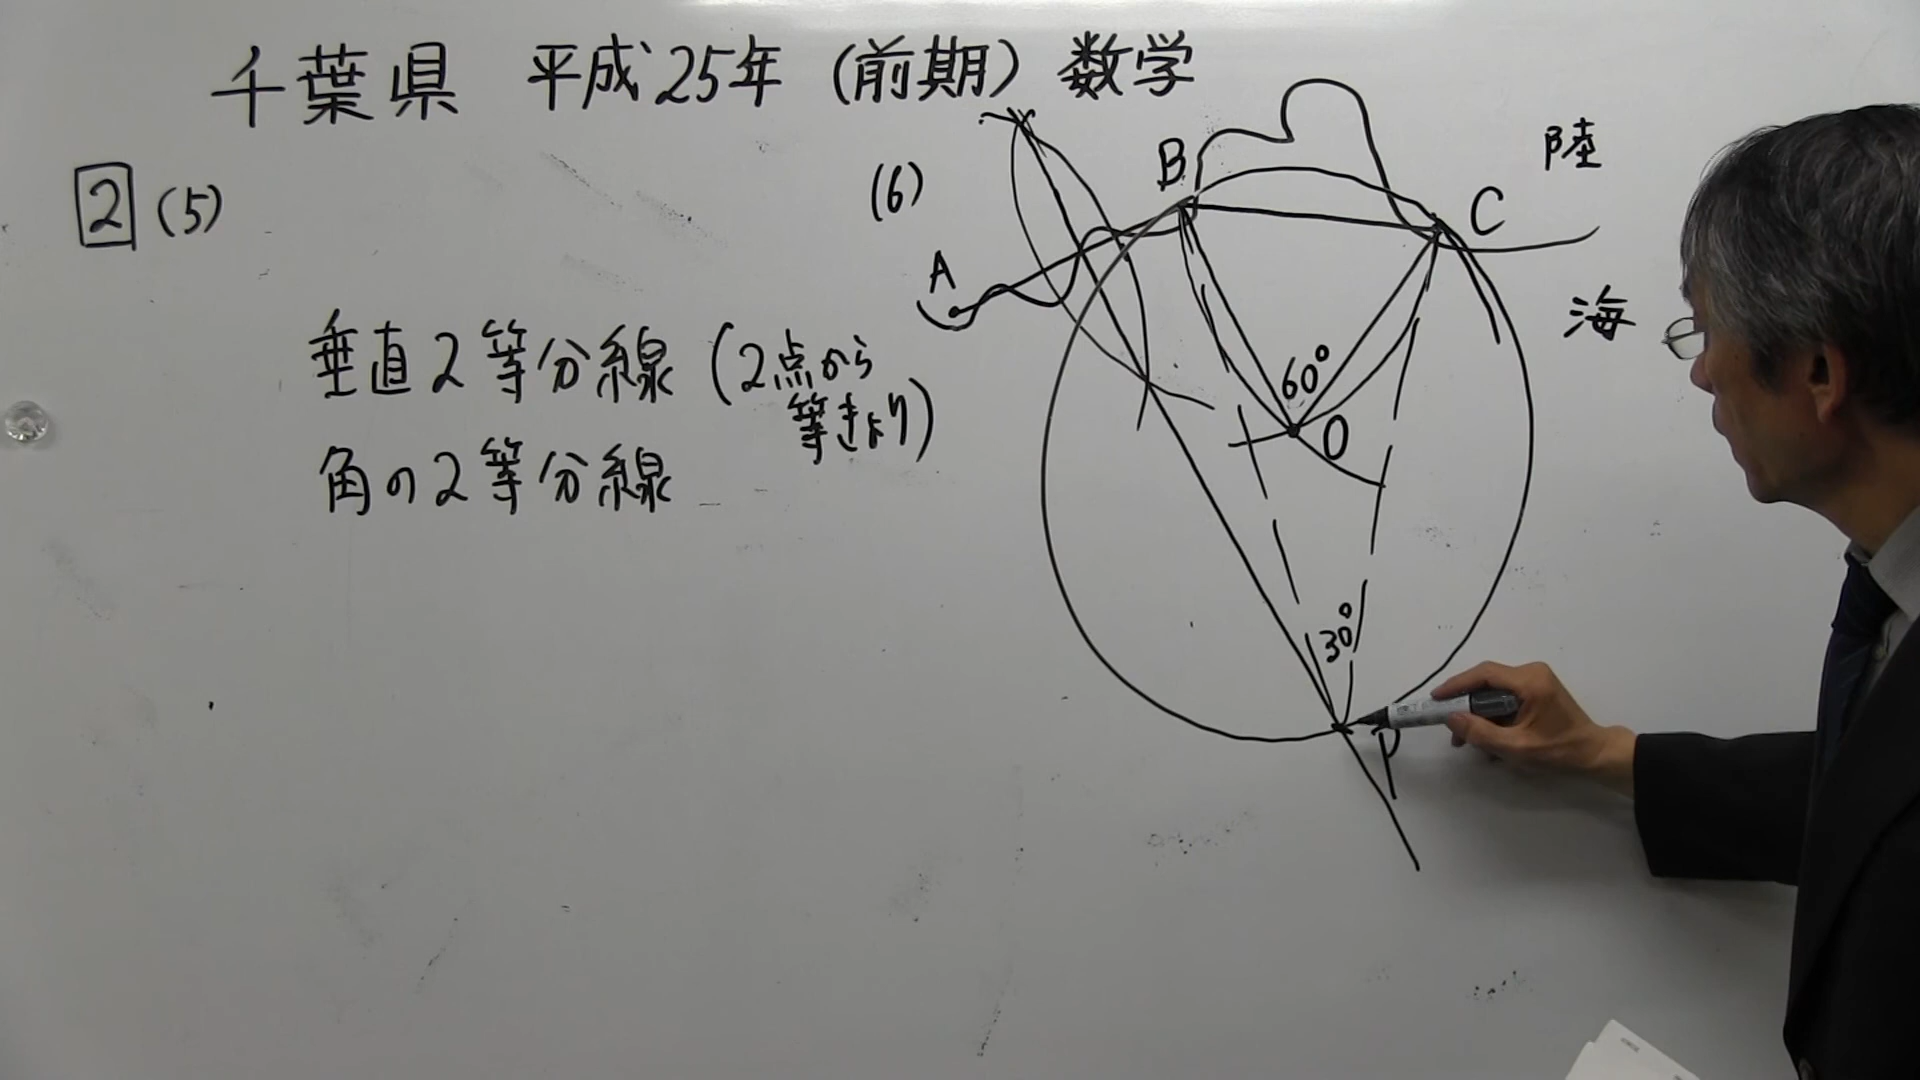 千葉県 平成25年 (前期) 数学
2 (5)
垂直2等分線 (2点から
等きょり)
角の2等分線
(6)
A
B
C
陸
海
60°
O
30°
P